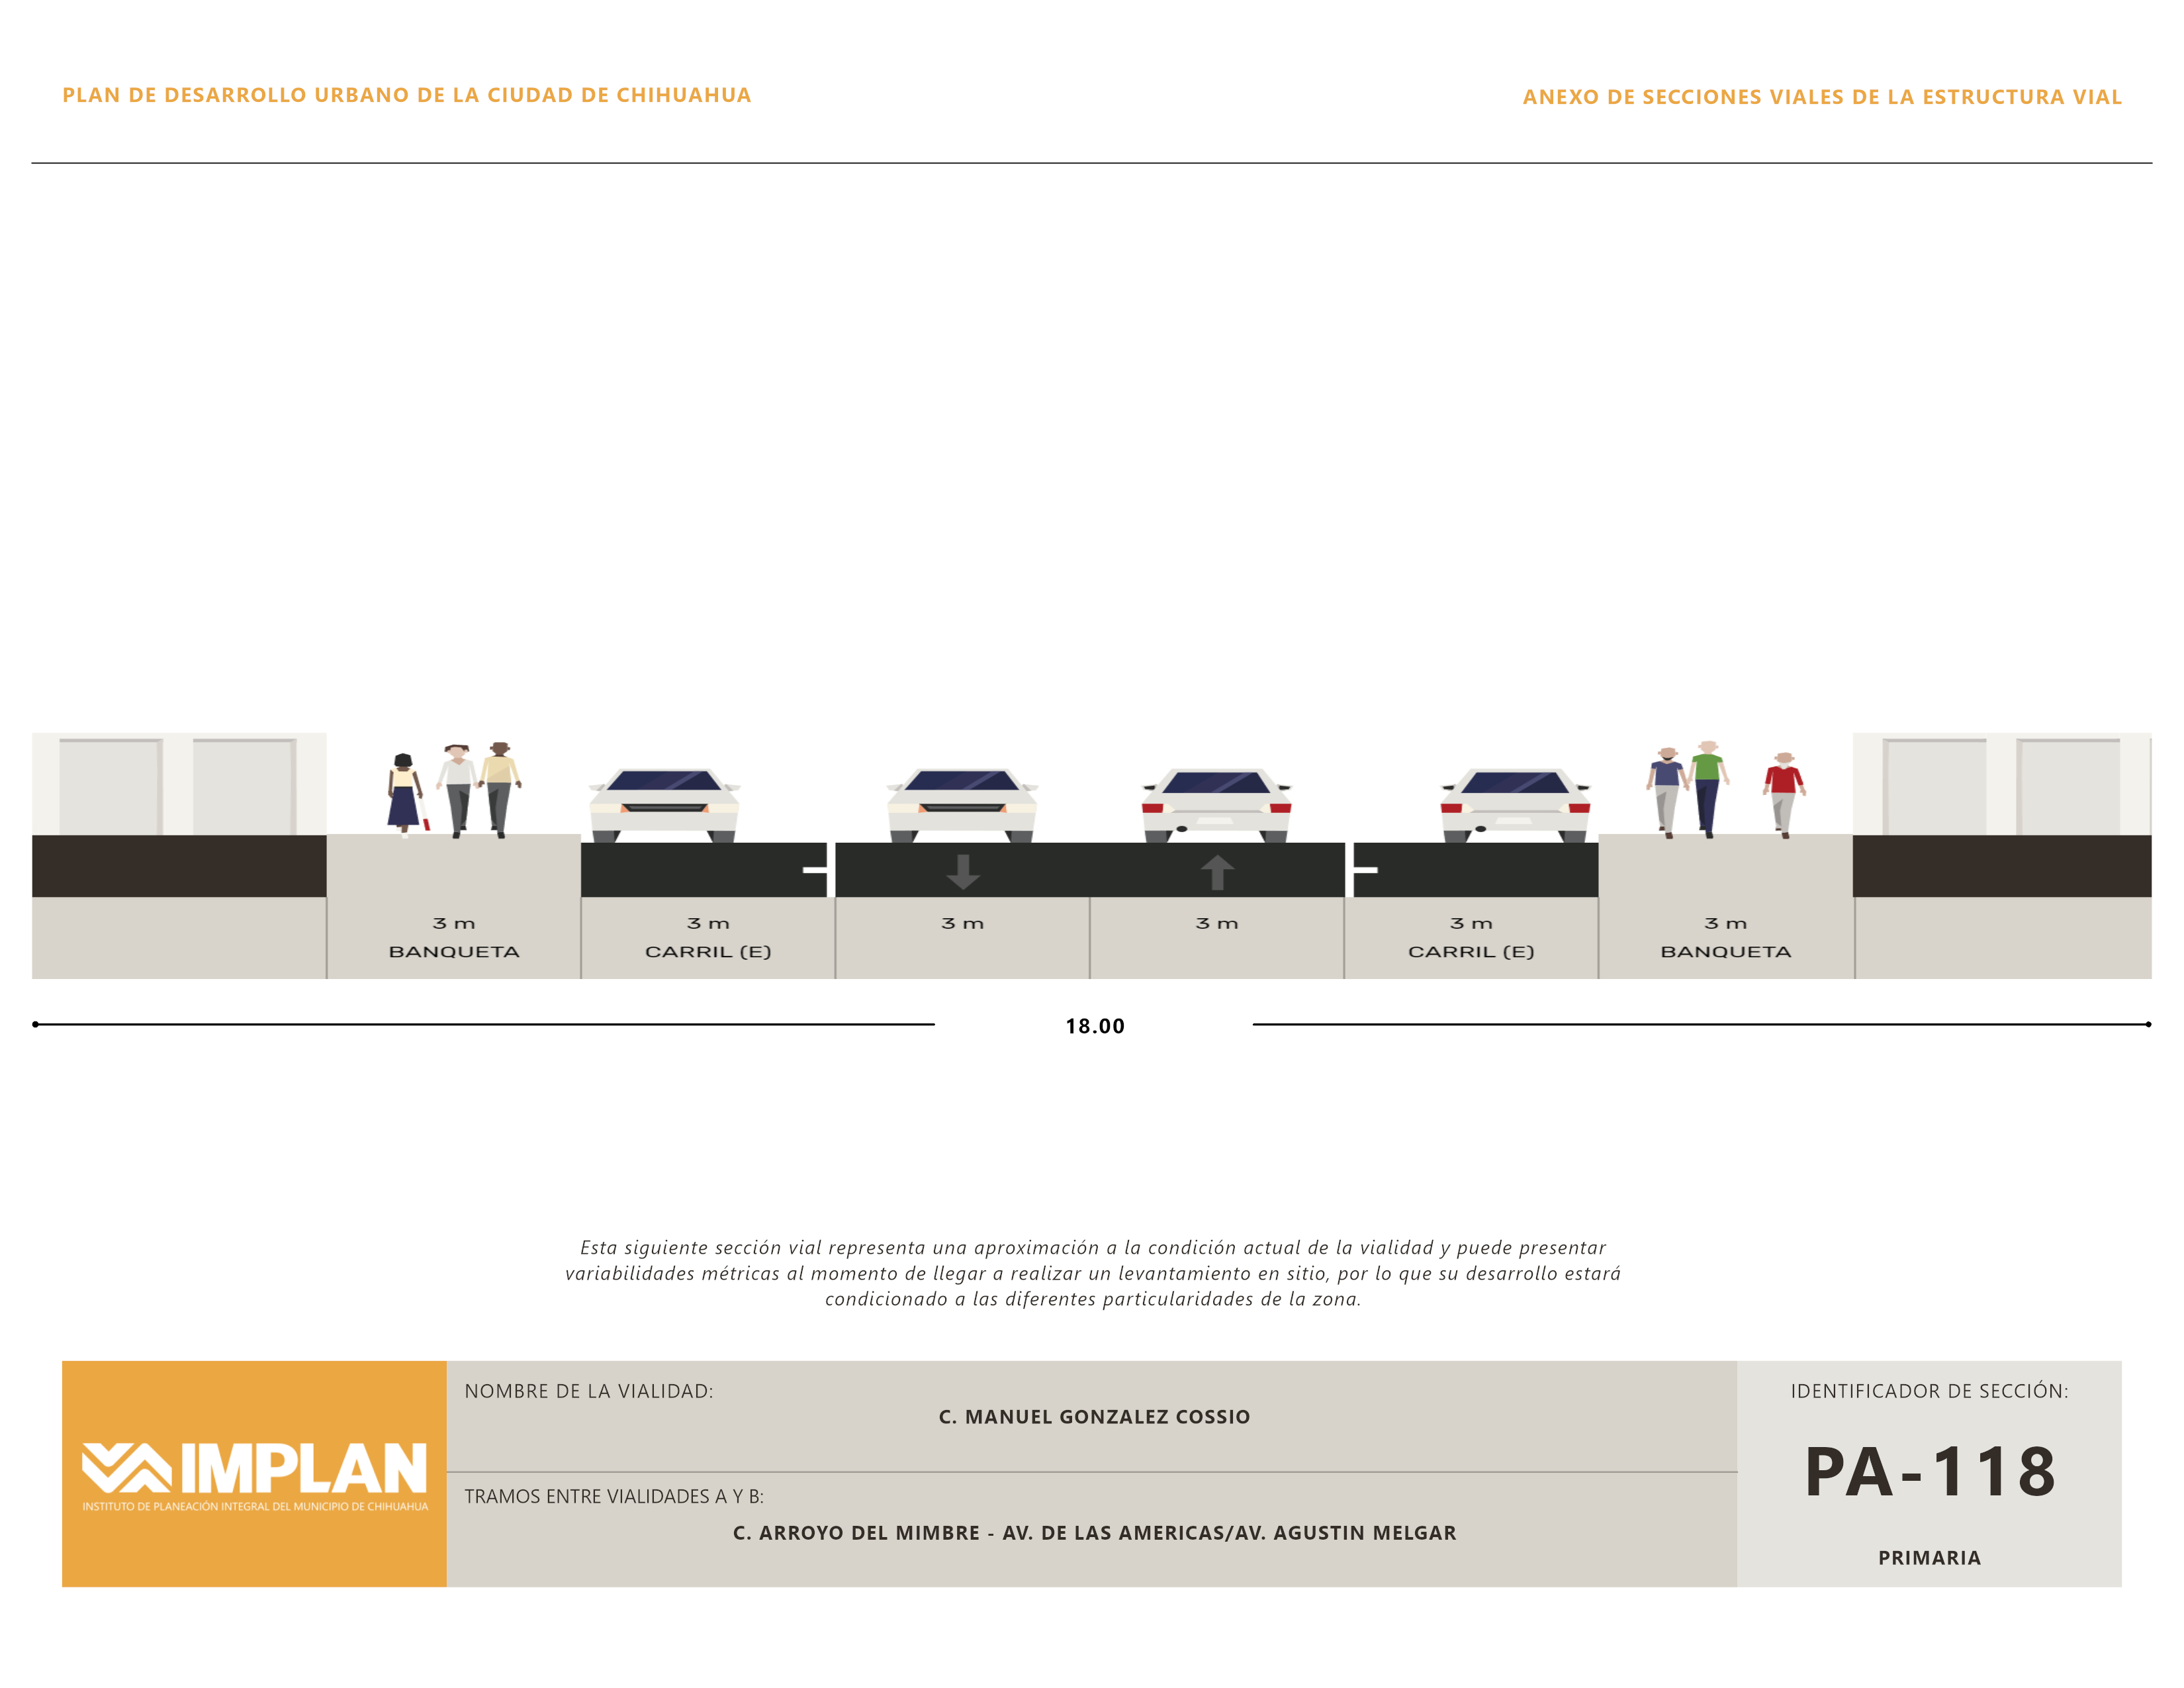 PLAN DE DESARROLLO URBANO DE LA CIUDAD DE CHIHUAHUA
ANEXO DE SECCIONES VIALES DE LA ESTRUCTURA VIAL
3 m
BANQUETA
3 m
CARRIL (E)
3 m
3 m
3 m
CARRIL (E)
3 m
BANQUETA
18.00
Esta siguiente sección vial representa una aproximación a la condición actual de la vialidad y puede presentar
variabilidades métricas al momento de llegar a realizar un levantamiento en sitio, por lo que su desarrollo estará
condicionado a las diferentes particularidades de la zona.
IMPLAN
INSTITUTO DE PLANEACIÓN INTEGRAL DEL MUNICIPIO DE CHIHUAHUA
NOMBRE DE LA VIALIDAD:
C. MANUEL GONZALEZ COSSIO
TRAMOS ENTRE VIALIDADES A Y B:
C. ARROYO DEL MIMBRE - AV. DE LAS AMERICAS/AV. AGUSTIN MELGAR
IDENTIFICADOR DE SECCIÓN:
PA-118
PRIMARIA